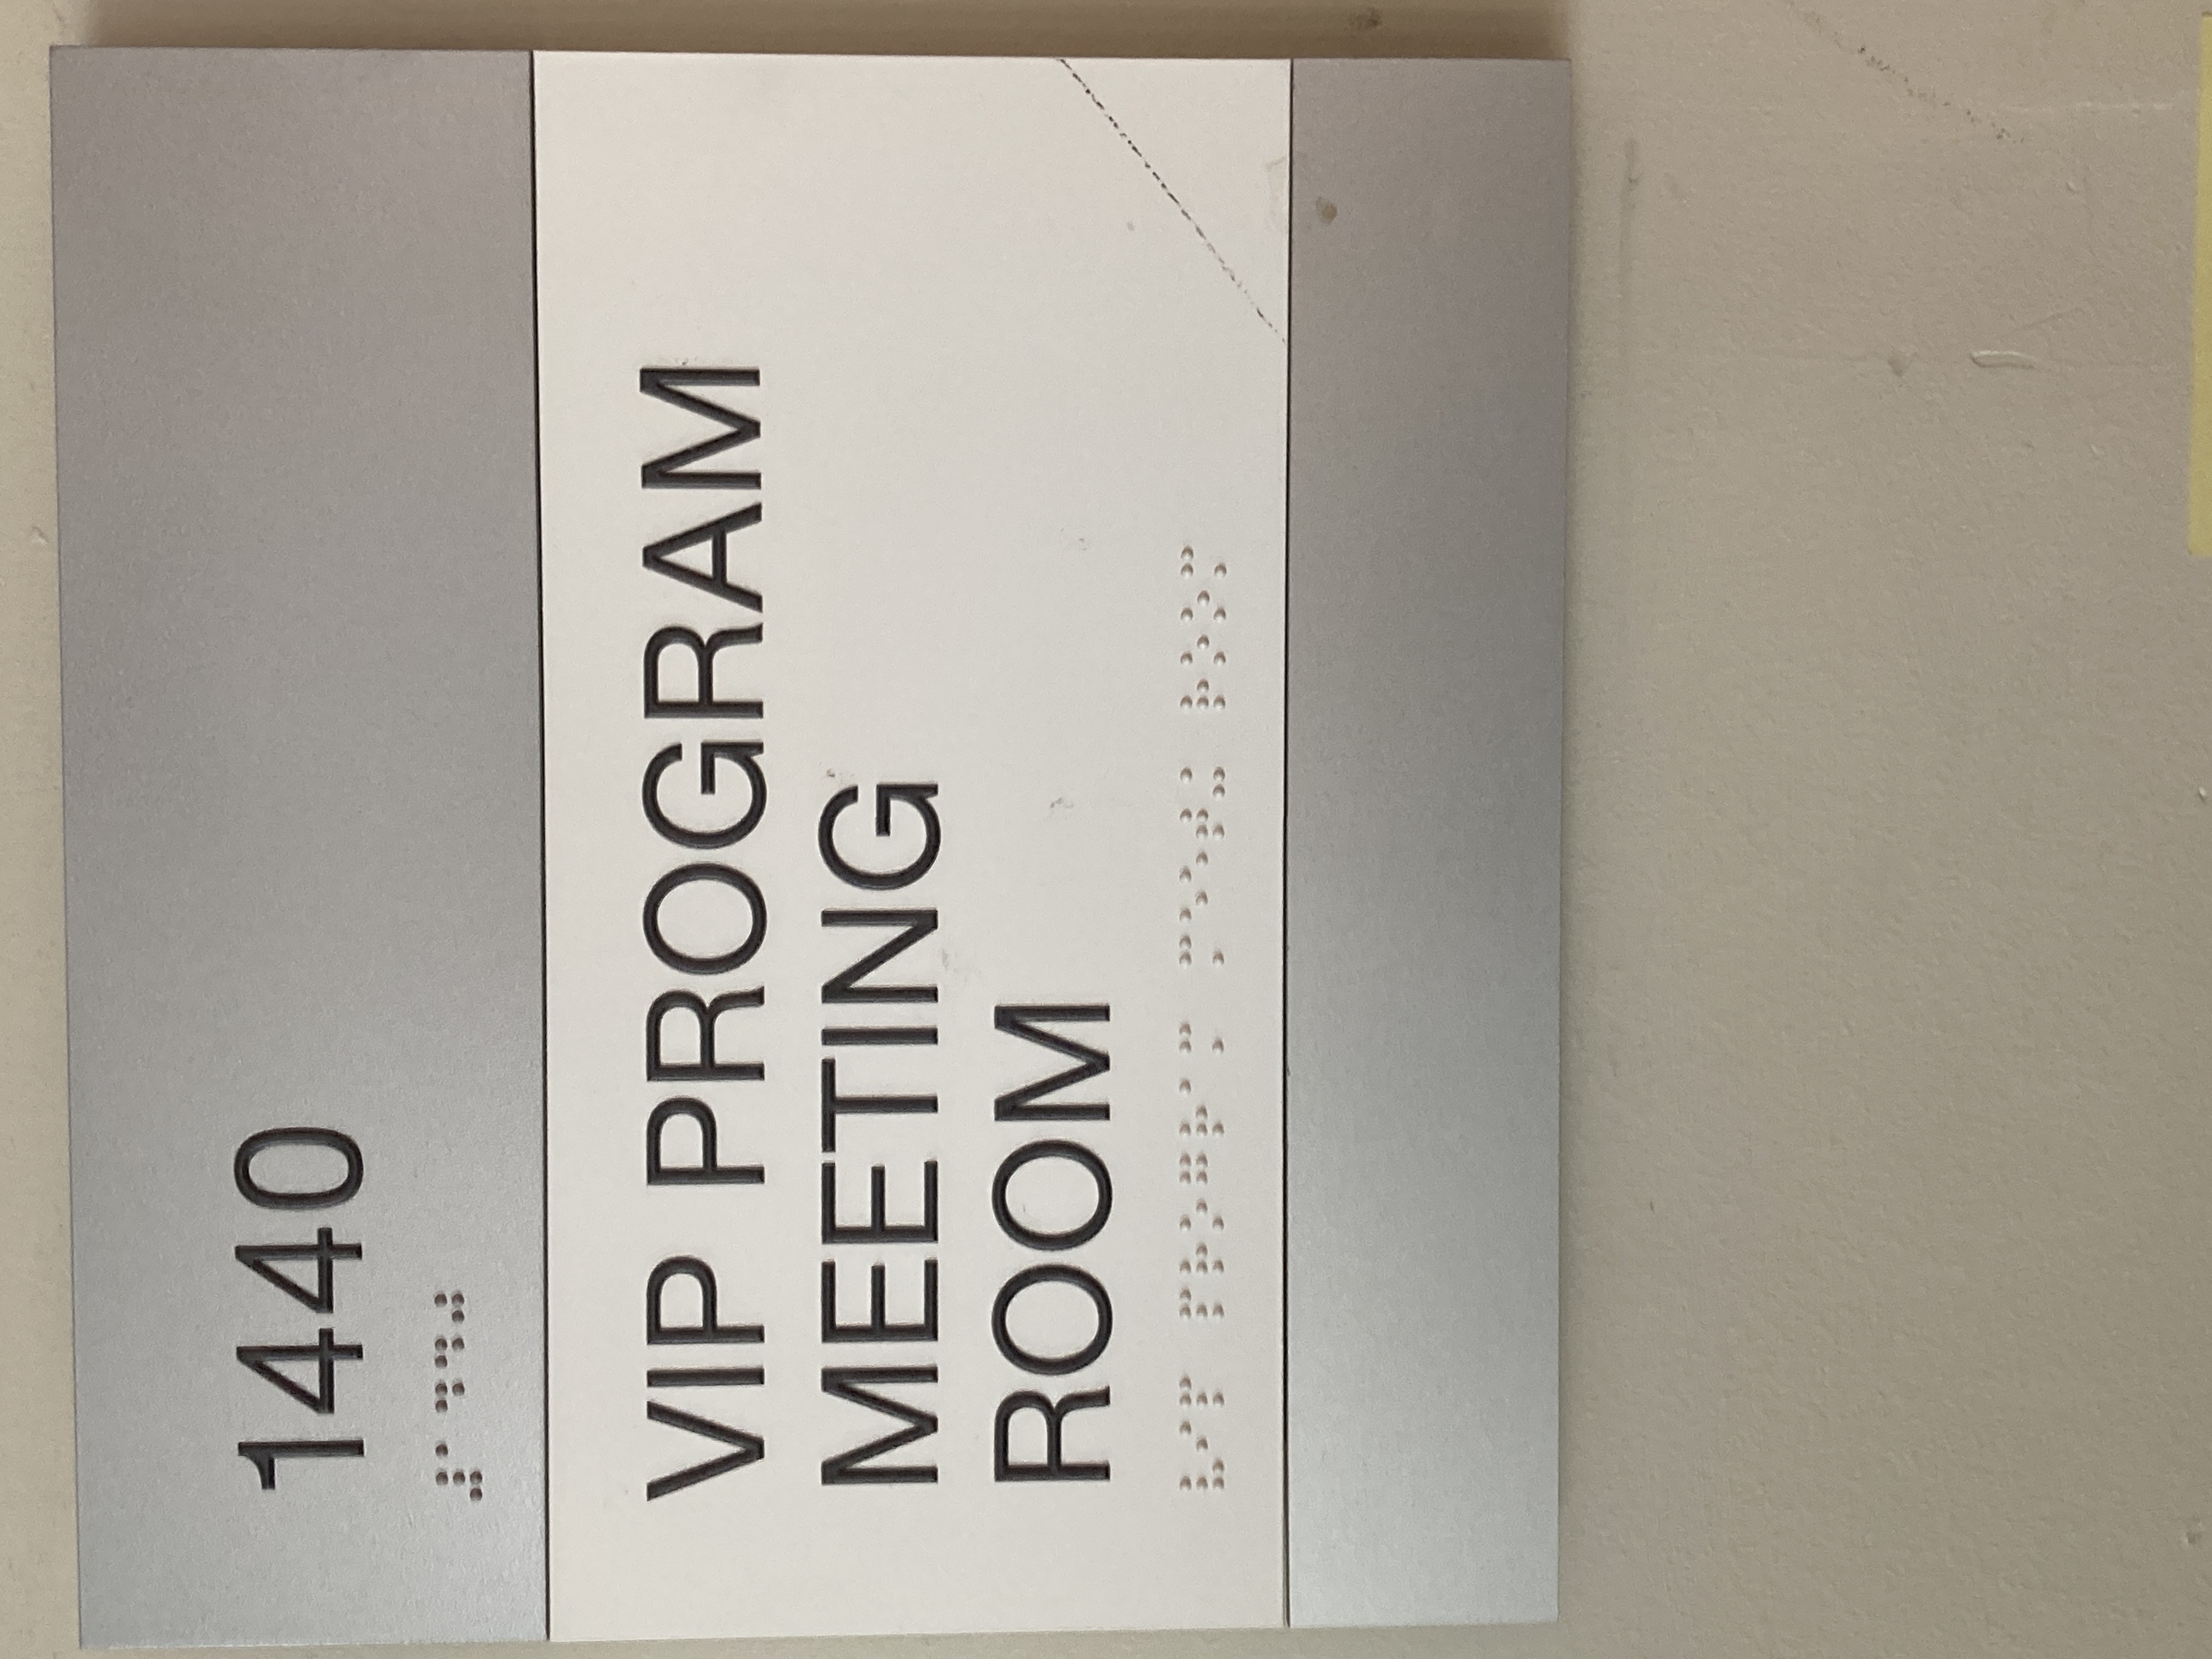 1440
⠼⠁⠙⠙⠚
VIP PROGRAM
MEETING
ROOM
⠧⠊⠏ ⠏⠗⠕⠛⠗⠁⠍ ⠍⠑⠑⠞⠬ ⠗⠕⠕⠍